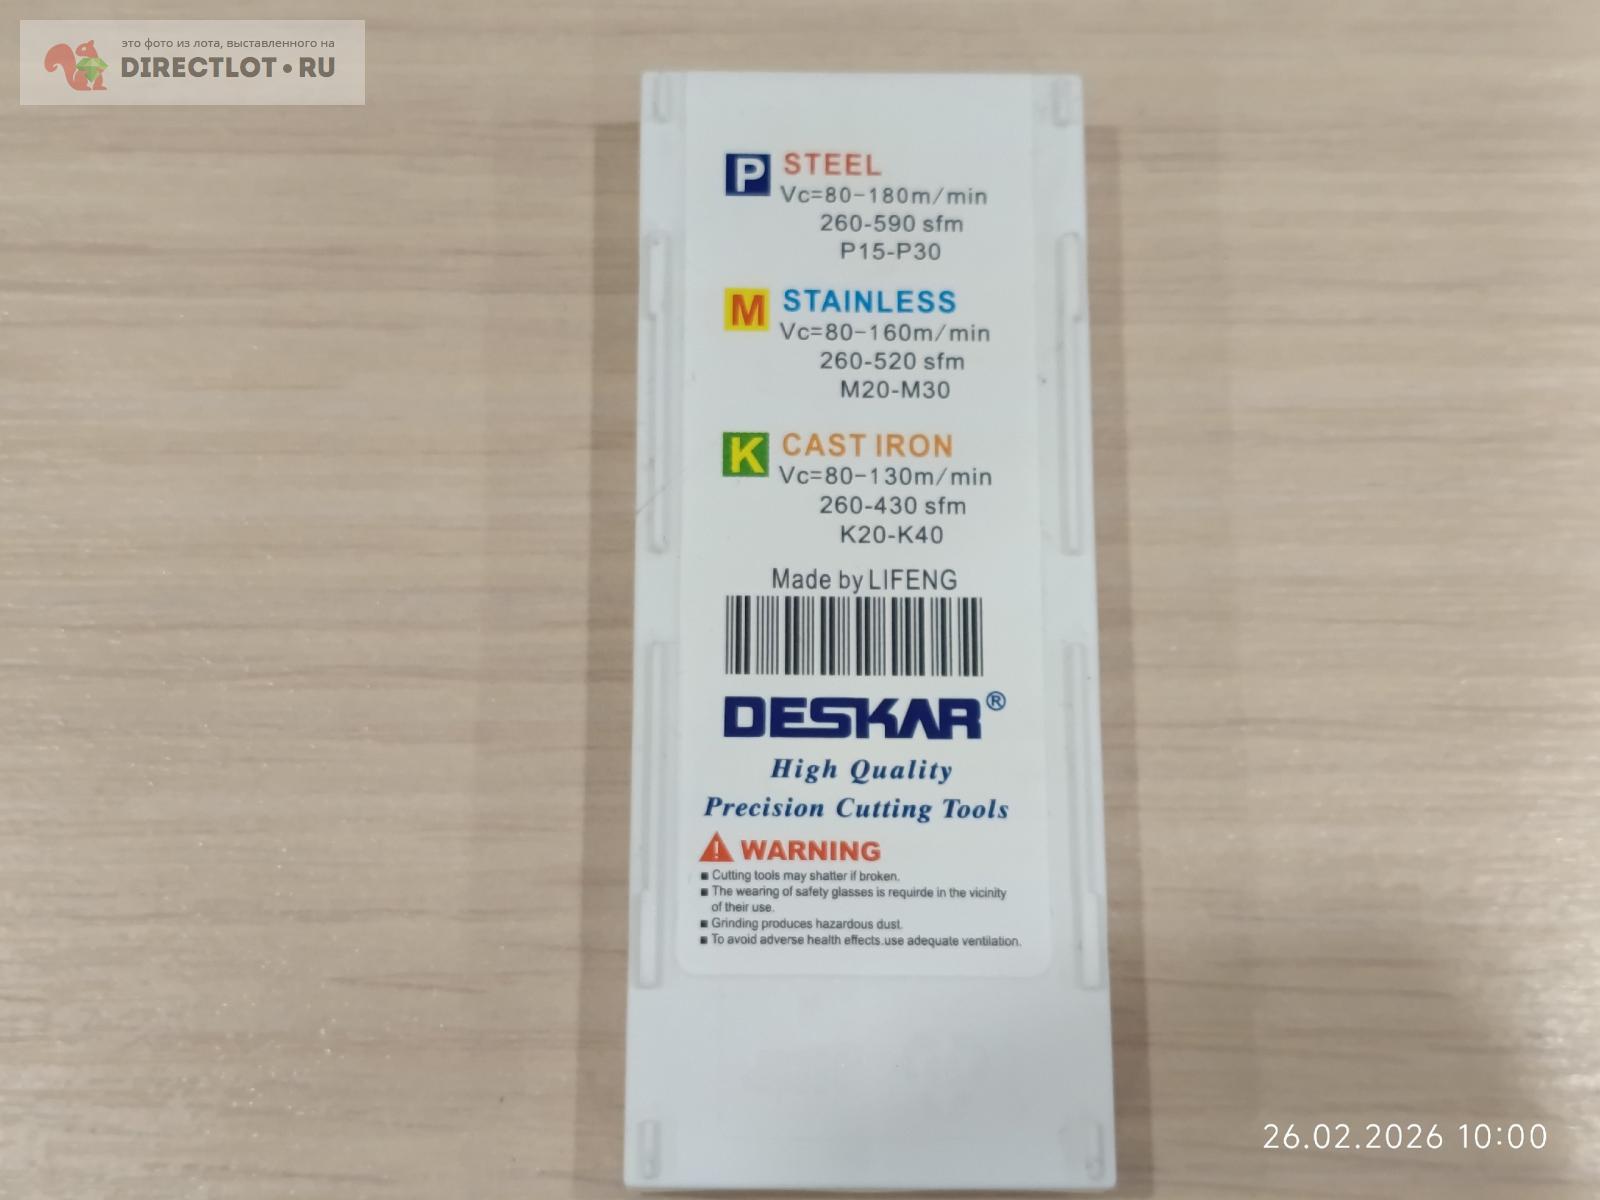 это фото из лота, выставленного на
DIRECTLOT • RU
P STEEL
Vc=80-180m/min
260-590 sfm
P15-P30
M STAINLESS
Vc=80-160m/min
260-520 sfm
M20-M30
K CAST IRON
Vc=80-130m/min
260-430 sfm
K20-K40
Made by LIFENG
DESKAR®
High Quality
Precision Cutting Tools
! WARNING
■ Cutting tools may shatter if broken.
■ The wearing of safety glasses is requirde in the vicinity
of their use.
■ Grinding produces hazardous dust.
■ To avoid adverse health effects.use adequate ventilation.
26.02.2026 10:00